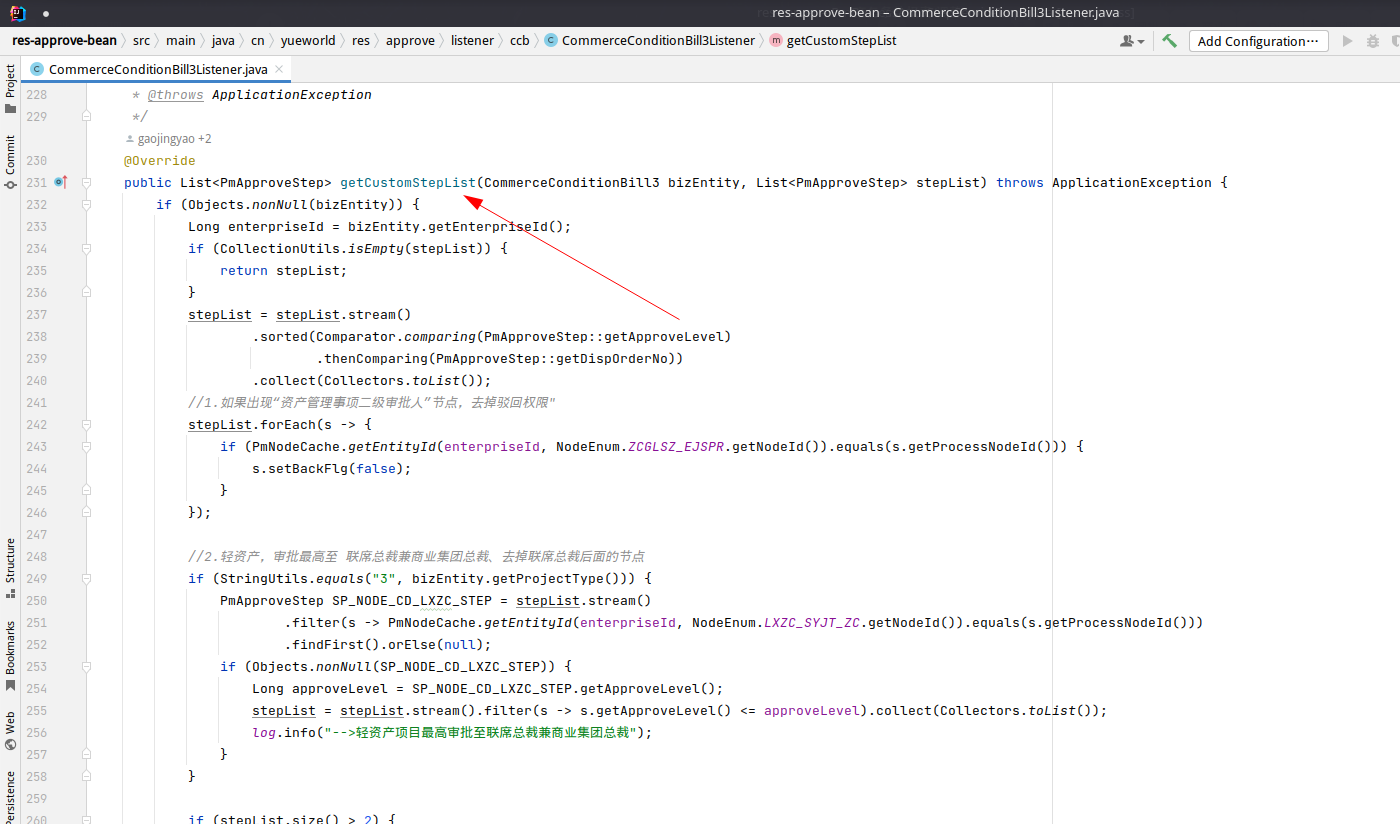 res-approve-bean – CommerceConditionBill3Listener.java
res-approve-bean src main java cn yueworld res approve listener ccb CommerceConditionBill3Listener getCustomStepList
Add Configuration···
CommerceConditionBill3Listener.java
Project
Commit
Structure
Bookmarks
Web
228 * @throws ApplicationException
229 */
gaojingyao +2
230 @Override
231 public List<PmApproveStep> getCustomStepList(CommerceConditionBill3 bizEntity, List<PmApproveStep> stepList) throws ApplicationException {
232 if (Objects.nonNull(bizEntity)) {
233 Long enterpriseId = bizEntity.getEnterpriseId();
234 if (CollectionUtils.isEmpty(stepList)) {
235 return stepList;
236 }
237 stepList = stepList.stream()
238 .sorted(Comparator.comparing(PmApproveStep::getApproveLevel)
239 .thenComparing(PmApproveStep::getDispOrderNo))
240 .collect(Collectors.toList());
241 //1.如果出现“资产管理事项二级审批人”节点，去掉驳回权限"
242 stepList.forEach(s -> {
243 if (PmNodeCache.getEntityId(enterpriseId, NodeEnum.ZCGLSZ_EJSPR.getNodeId()).equals(s.getProcessNodeId())) {
244 s.setBackFlg(false);
245 }
246 });
247
248 //2.轻资产，审批最高至 联席总裁兼商业集团总裁、去掉联席总裁后面的节点
249 if (StringUtils.equals("3", bizEntity.getProjectType())) {
250 PmApproveStep SP_NODE_CD_LXZC_STEP = stepList.stream()
251 .filter(s -> PmNodeCache.getEntityId(enterpriseId, NodeEnum.LXZC_SYJT_ZC.getNodeId()).equals(s.getProcessNodeId()))
252 .findFirst().orElse(null);
253 if (Objects.nonNull(SP_NODE_CD_LXZC_STEP)) {
254 Long approveLevel = SP_NODE_CD_LXZC_STEP.getApproveLevel();
255 stepList = stepList.stream().filter(s -> s.getApproveLevel() <= approveLevel).collect(Collectors.toList());
256 log.info("-->轻资产项目最高审批至联席总裁兼商业集团总裁");
257 }
258 }
259
260 if (stepList.size() > 2) {